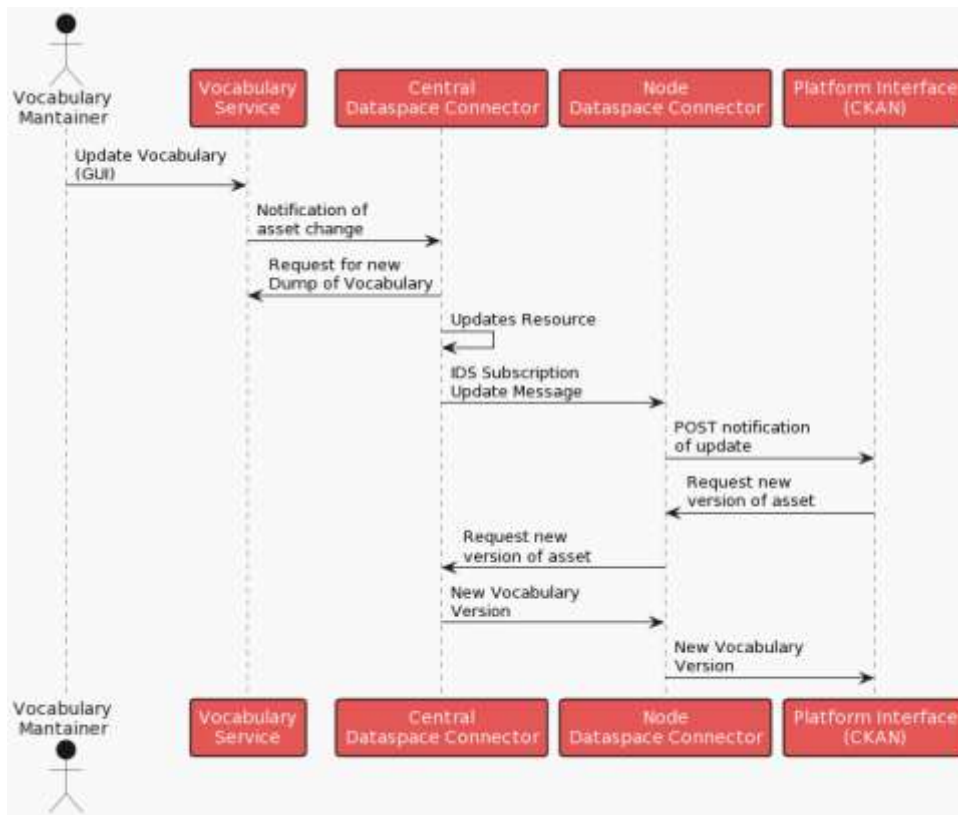 Vocabulary
Mantainer
Vocabulary
Service
Central
Dataspace Connector
Node
Dataspace Connector
Platform Interface
(CKAN)
Update Vocabulary
(GUI)
Notification of
asset change
Request for new
Dump of Vocabulary
Updates Resource
IDS Subscription
Update Message
POST notification
of update
Request new
version of asset
Request new
version of asset
New Vocabulary
Version
New Vocabulary
Version
Vocabulary
Mantainer
Vocabulary
Service
Central
Dataspace Connector
Node
Dataspace Connector
Platform Interface
(CKAN)